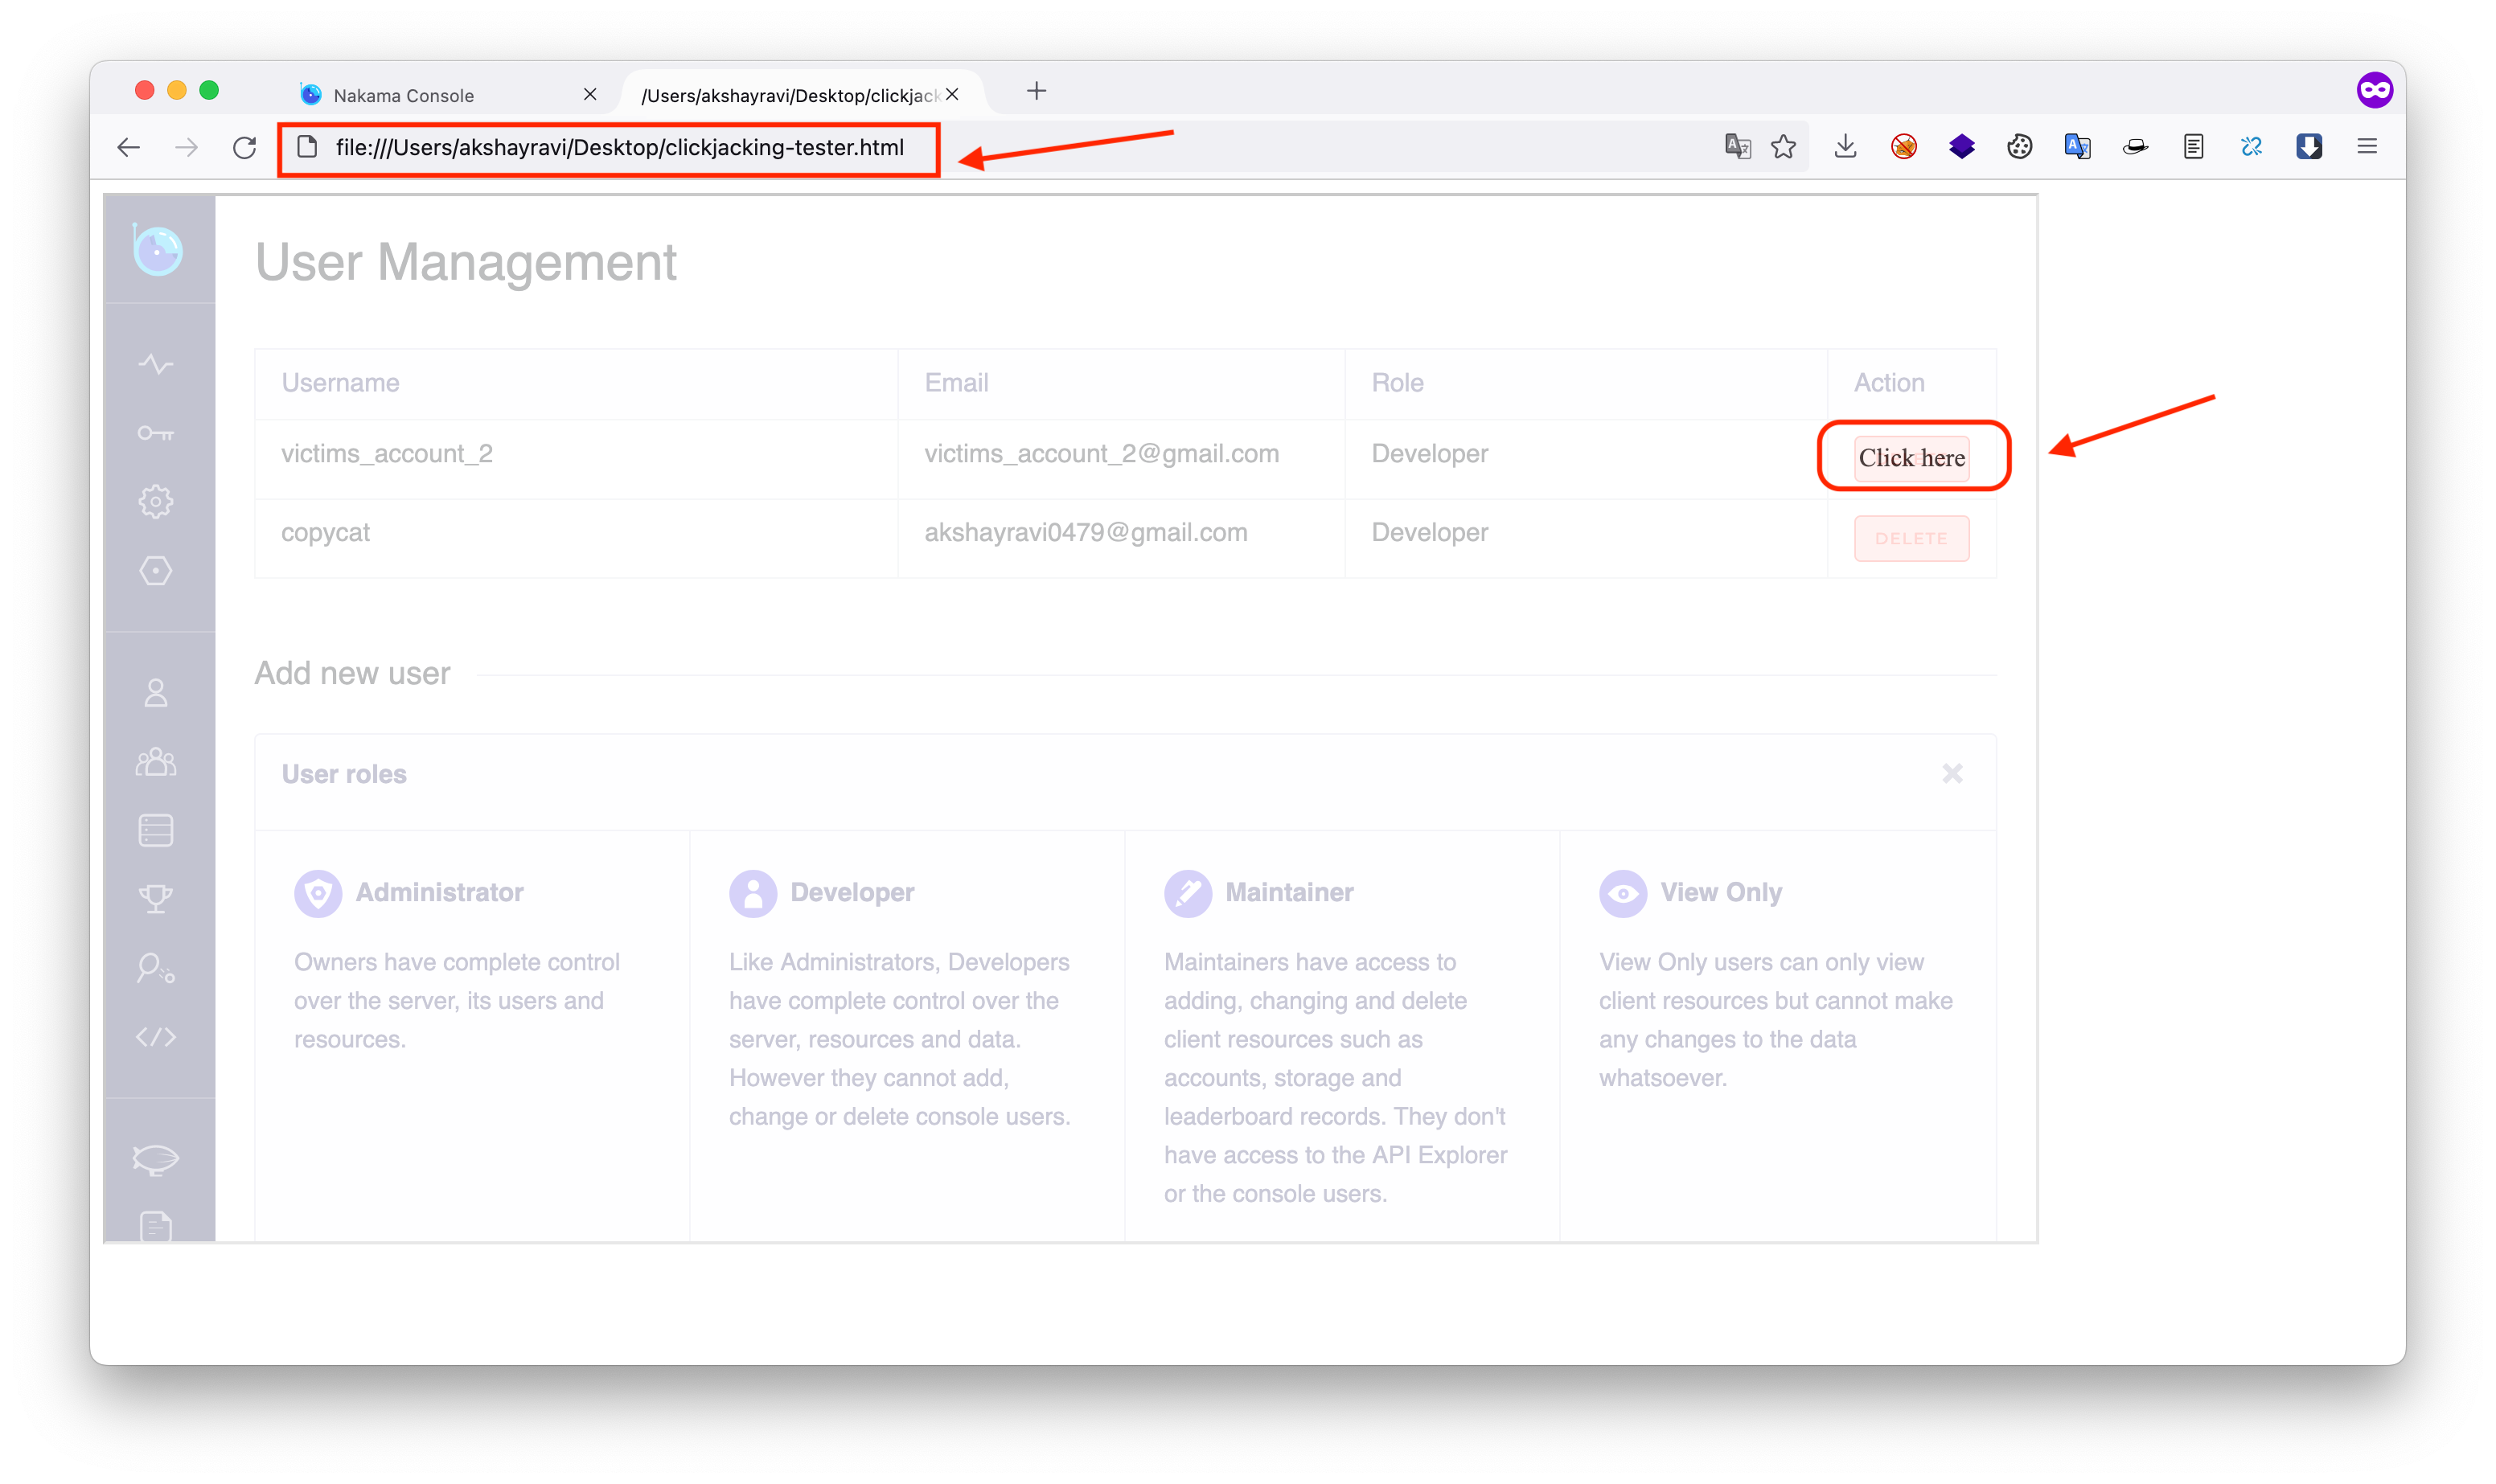 Nakama Console
/Users/akshayravi/Desktop/clickjack
file:///Users/akshayravi/Desktop/clickjacking-tester.html
User Management
Username Email Role Action
victims_account_2 victims_account_2@gmail.com Developer Click here
copycat akshayravi0479@gmail.com Developer DELETE
Add new user
User roles
Administrator
Owners have complete control
over the server, its users and
resources.
Developer
Like Administrators, Developers
have complete control over the
server, resources and data.
However they cannot add,
change or delete console users.
Maintainer
Maintainers have access to
adding, changing and delete
client resources such as
accounts, storage and
leaderboard records. They don't
have access to the API Explorer
or the console users.
View Only
View Only users can only view
client resources but cannot make
any changes to the data
whatsoever.